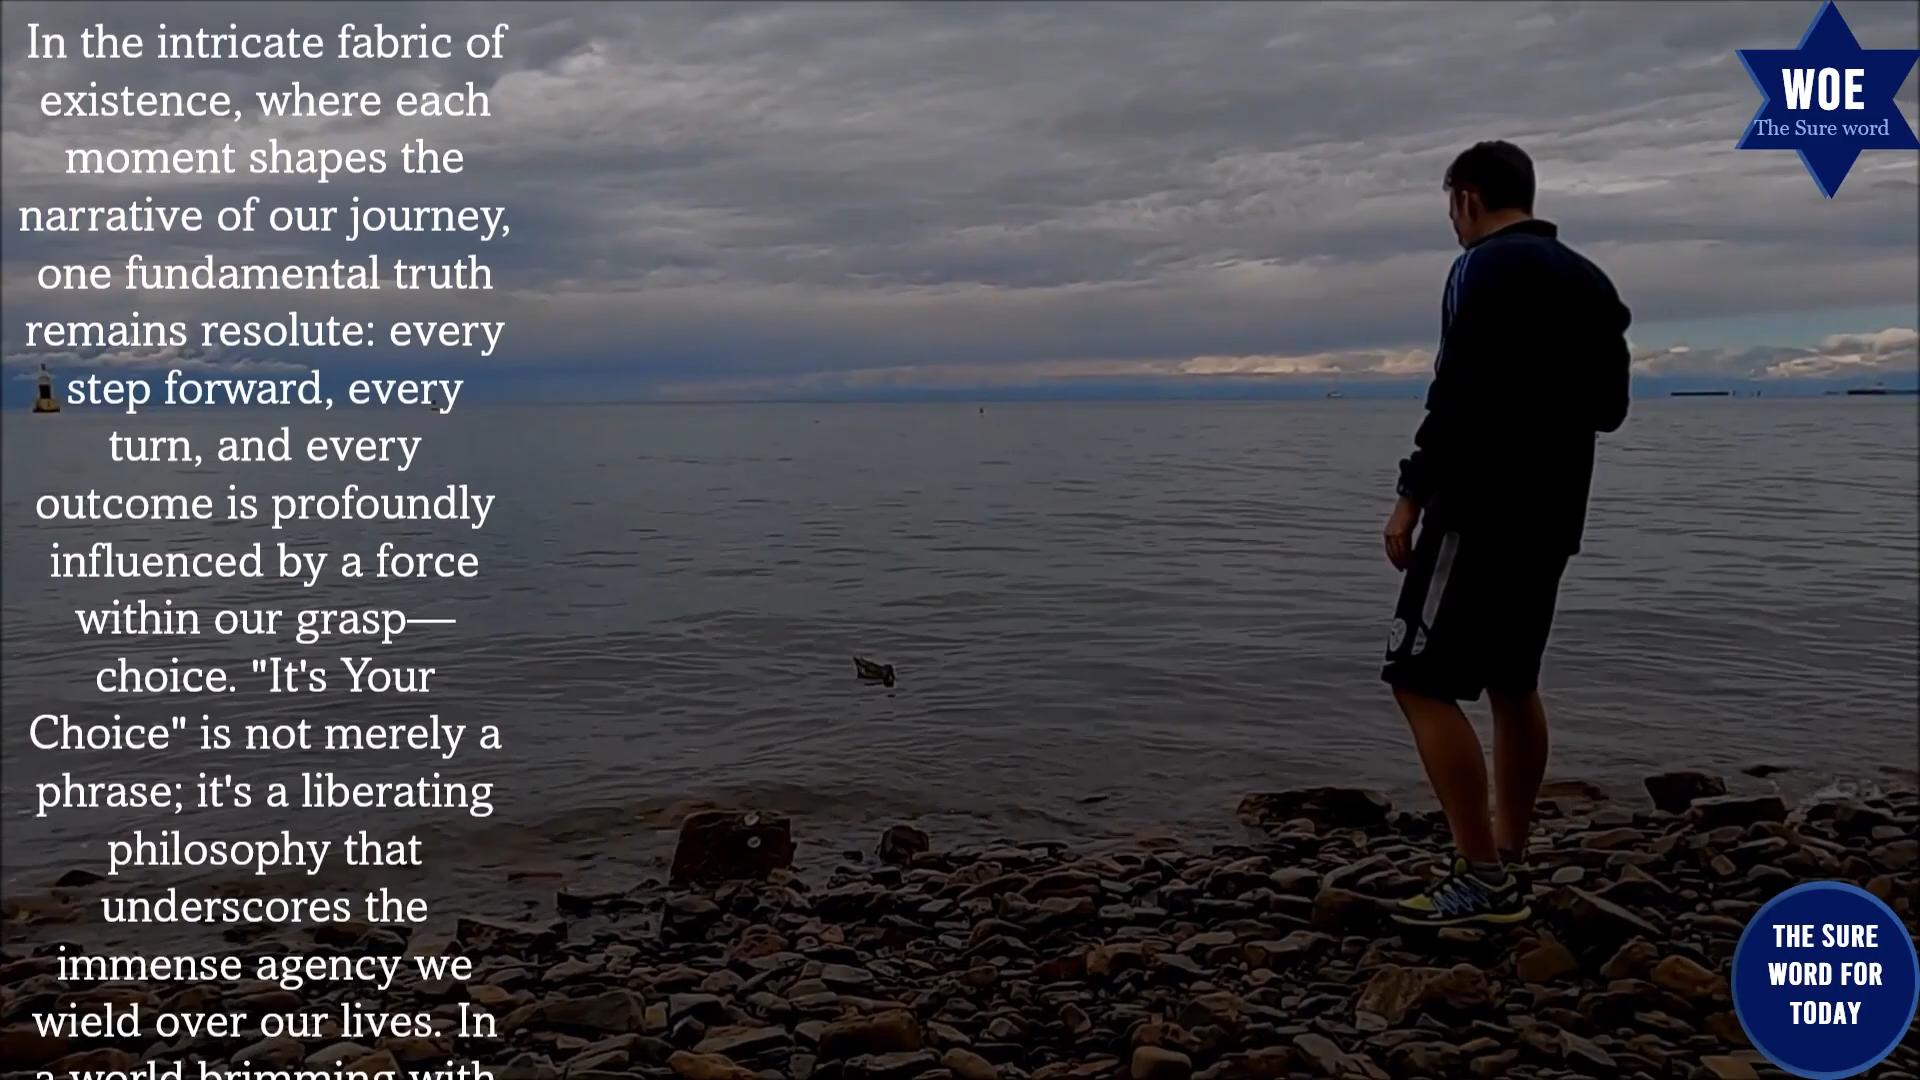 In the intricate fabric of
existence, where each
moment shapes the
narrative of our journey,
one fundamental truth
remains resolute: every
step forward, every
turn, and every
outcome is profoundly
influenced by a force
within our grasp—
choice. "It's Your
Choice" is not merely a
phrase; it's a liberating
philosophy that
underscores the
immense agency we
wield over our lives. In
a world brimming with
WOE
The Sure word
THE SURE
WORD FOR
TODAY